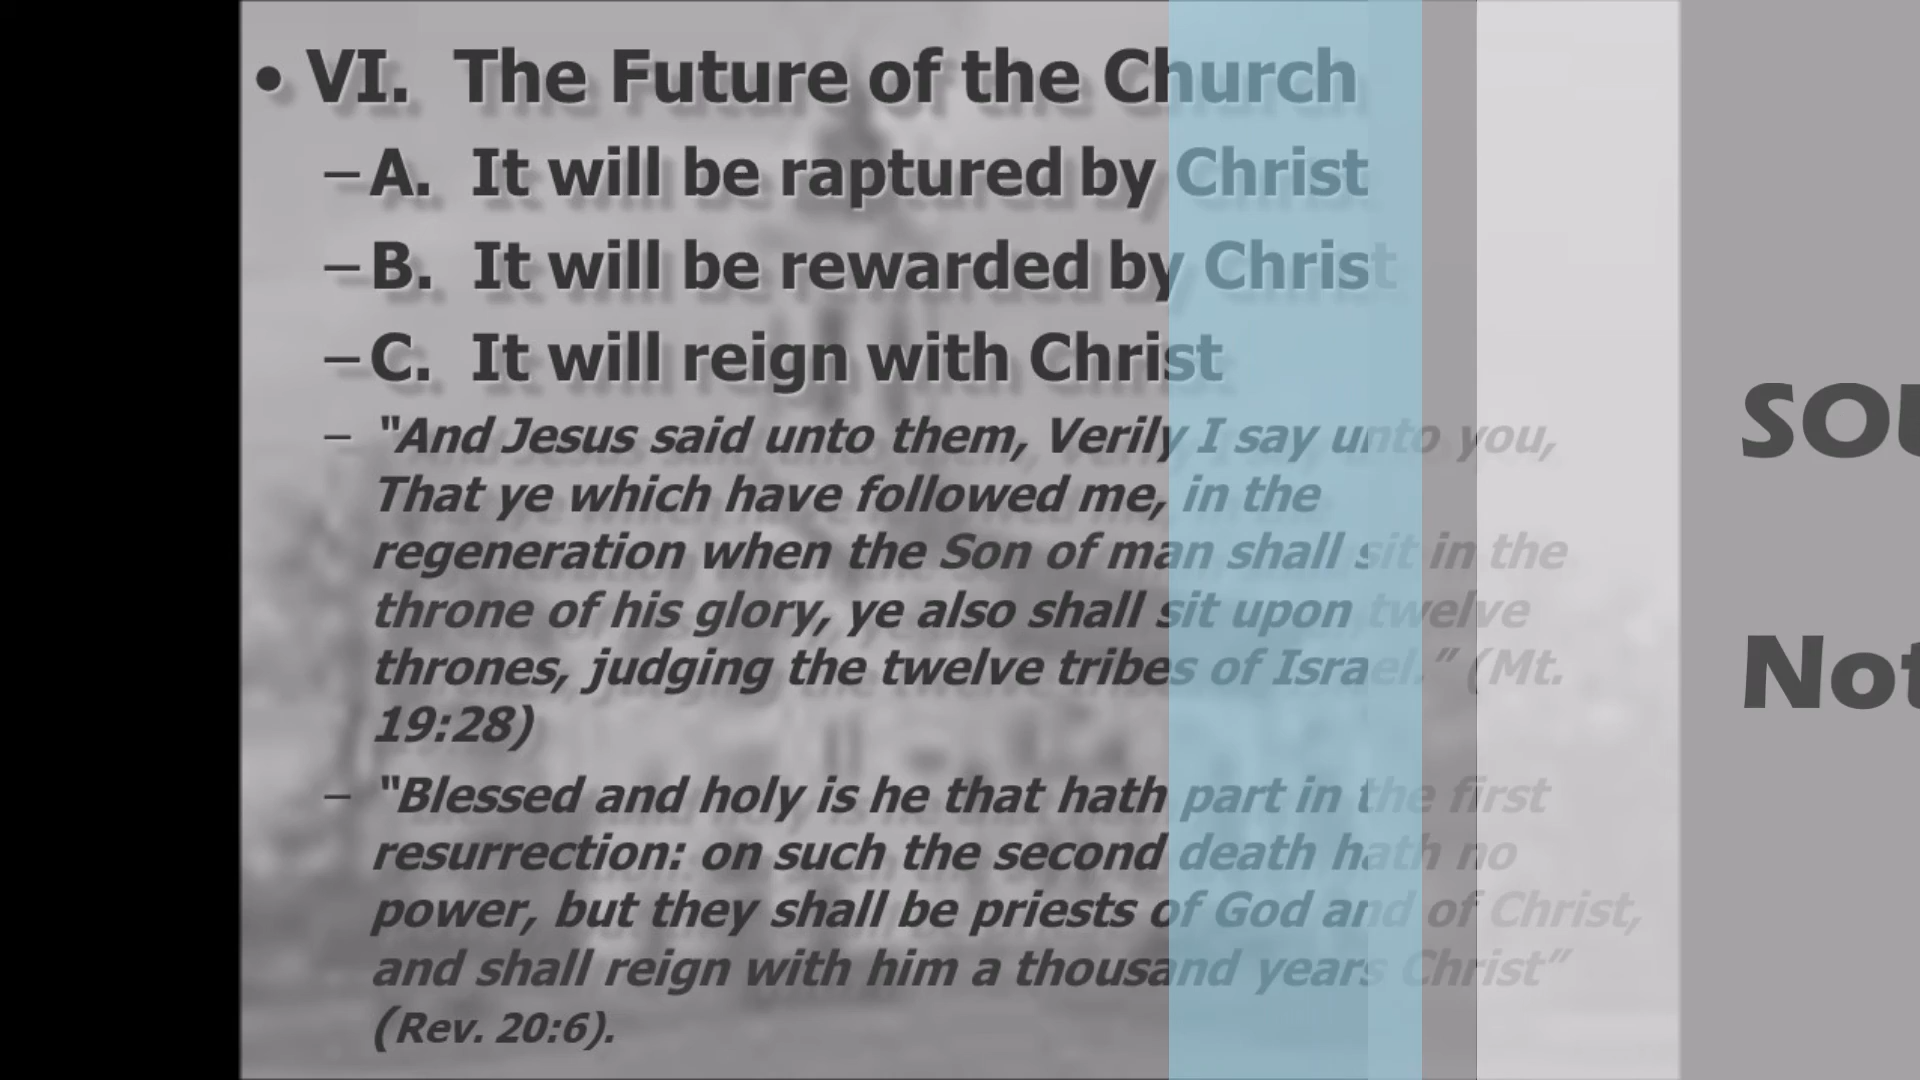 • VI. The Future of the Church
– A. It will be raptured by Christ
– B. It will be rewarded by Christ
– C. It will reign with Christ
– "And Jesus said unto them, Verily I say unto you,
That ye which have followed me, in the
regeneration when the Son of man shall sit in the
throne of his glory, ye also shall sit upon twelve
thrones, judging the twelve tribes of Israel.” (Mt.
19:28)
– "Blessed and holy is he that hath part in the first
resurrection: on such the second death hath no
power, but they shall be priests of God and of Christ,
and shall reign with him a thousand years Christ”
(Rev. 20:6).